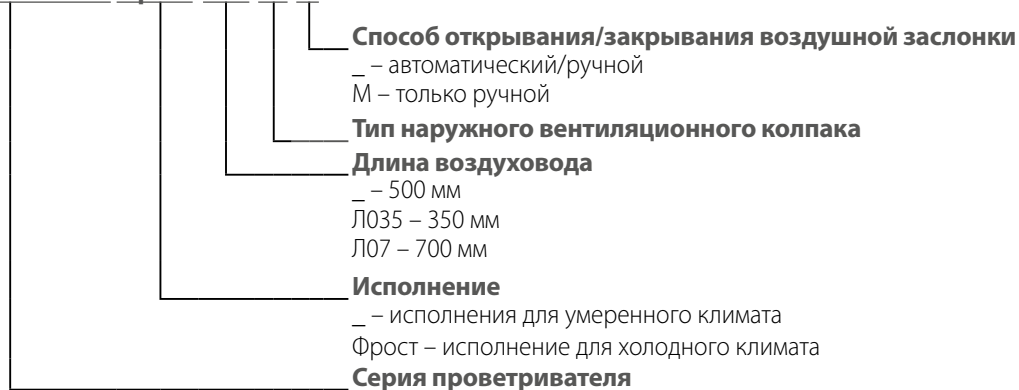 Способ открывания/закрывания воздушной заслонки
_ – автоматический/ручной
М – только ручной
Тип наружного вентиляционного колпака
Длина воздуховода
_ – 500 мм
Л035 – 350 мм
Л07 – 700 мм
Исполнение
_ – исполнения для умеренного климата
Фрост – исполнение для холодного климата
Серия проветривателя